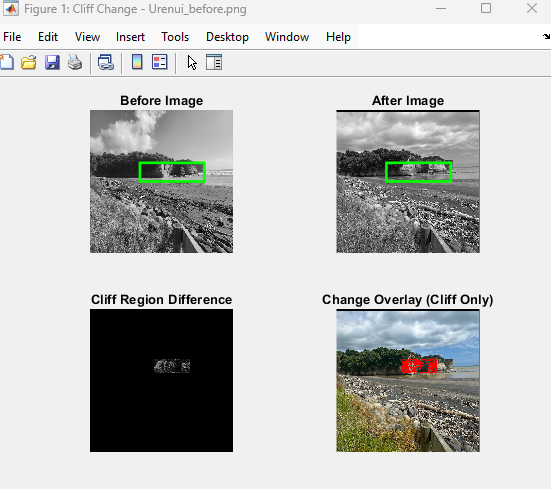 Figure 1: Cliff Change - Urenui_before.png
File Edit View Insert Tools Desktop Window Help
Before Image After Image
Cliff Region Difference Change Overlay (Cliff Only)